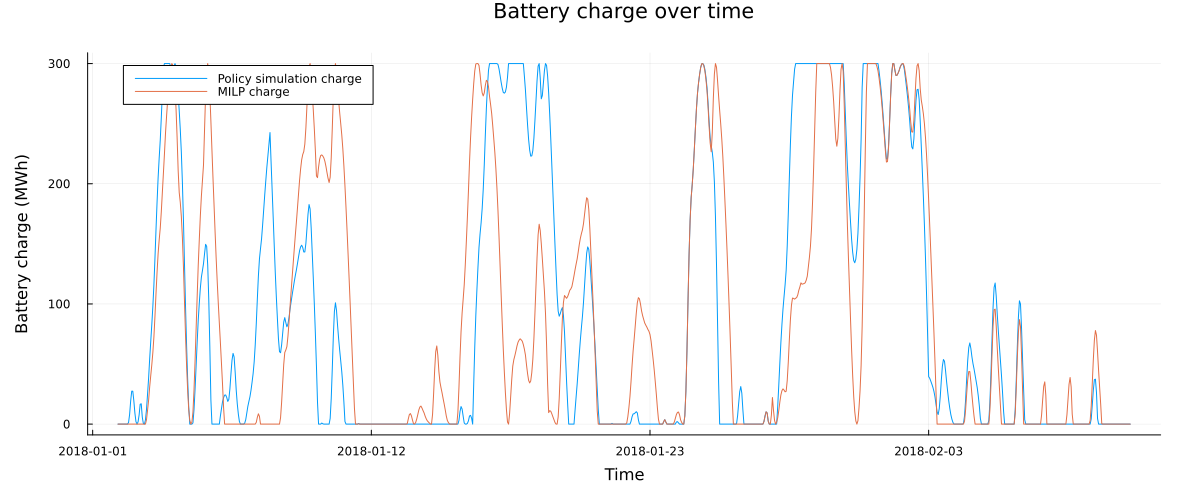 Battery charge over time
Policy simulation charge
MILP charge
300
200
100
0
Battery charge (MWh)
2018-01-01
2018-01-12
2018-01-23
2018-02-03
Time